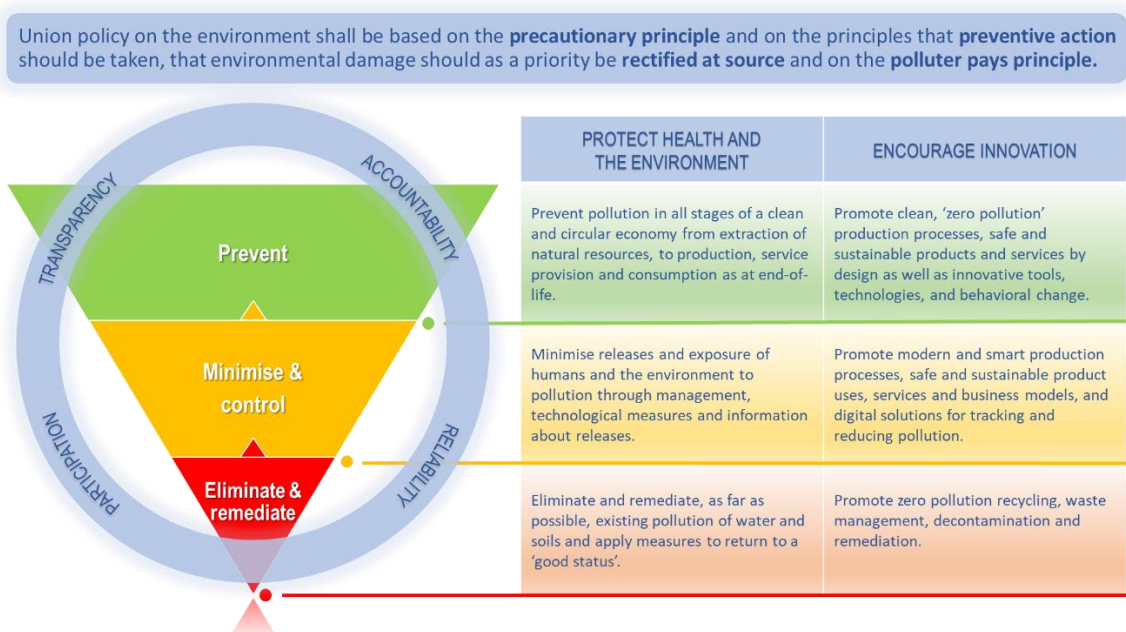 Union policy on the environment shall be based on the precautionary principle and on the principles that preventive action
should be taken, that environmental damage should as a priority be rectified at source and on the polluter pays principle.
TRANSPARENCY
ACCOUNTABILITY
PARTICIPATION
RELIABILITY
Prevent
Minimise &
control
Eliminate &
remediate
PROTECT HEALTH AND
THE ENVIRONMENT
ENCOURAGE INNOVATION
Prevent pollution in all stages of a clean
and circular economy from extraction of
natural resources, to production, service
provision and consumption as at end-of-
life.
Promote clean, ‘zero pollution’
production processes, safe and
sustainable products and services by
design as well as innovative tools,
technologies, and behavioral change.
Minimise releases and exposure of
humans and the environment to
pollution through management,
technological measures and information
about releases.
Promote modern and smart production
processes, safe and sustainable product
uses, services and business models, and
digital solutions for tracking and
reducing pollution.
Eliminate and remediate, as far as
possible, existing pollution of water and
soils and apply measures to return to a
‘good status’.
Promote zero pollution recycling, waste
management, decontamination and
remediation.